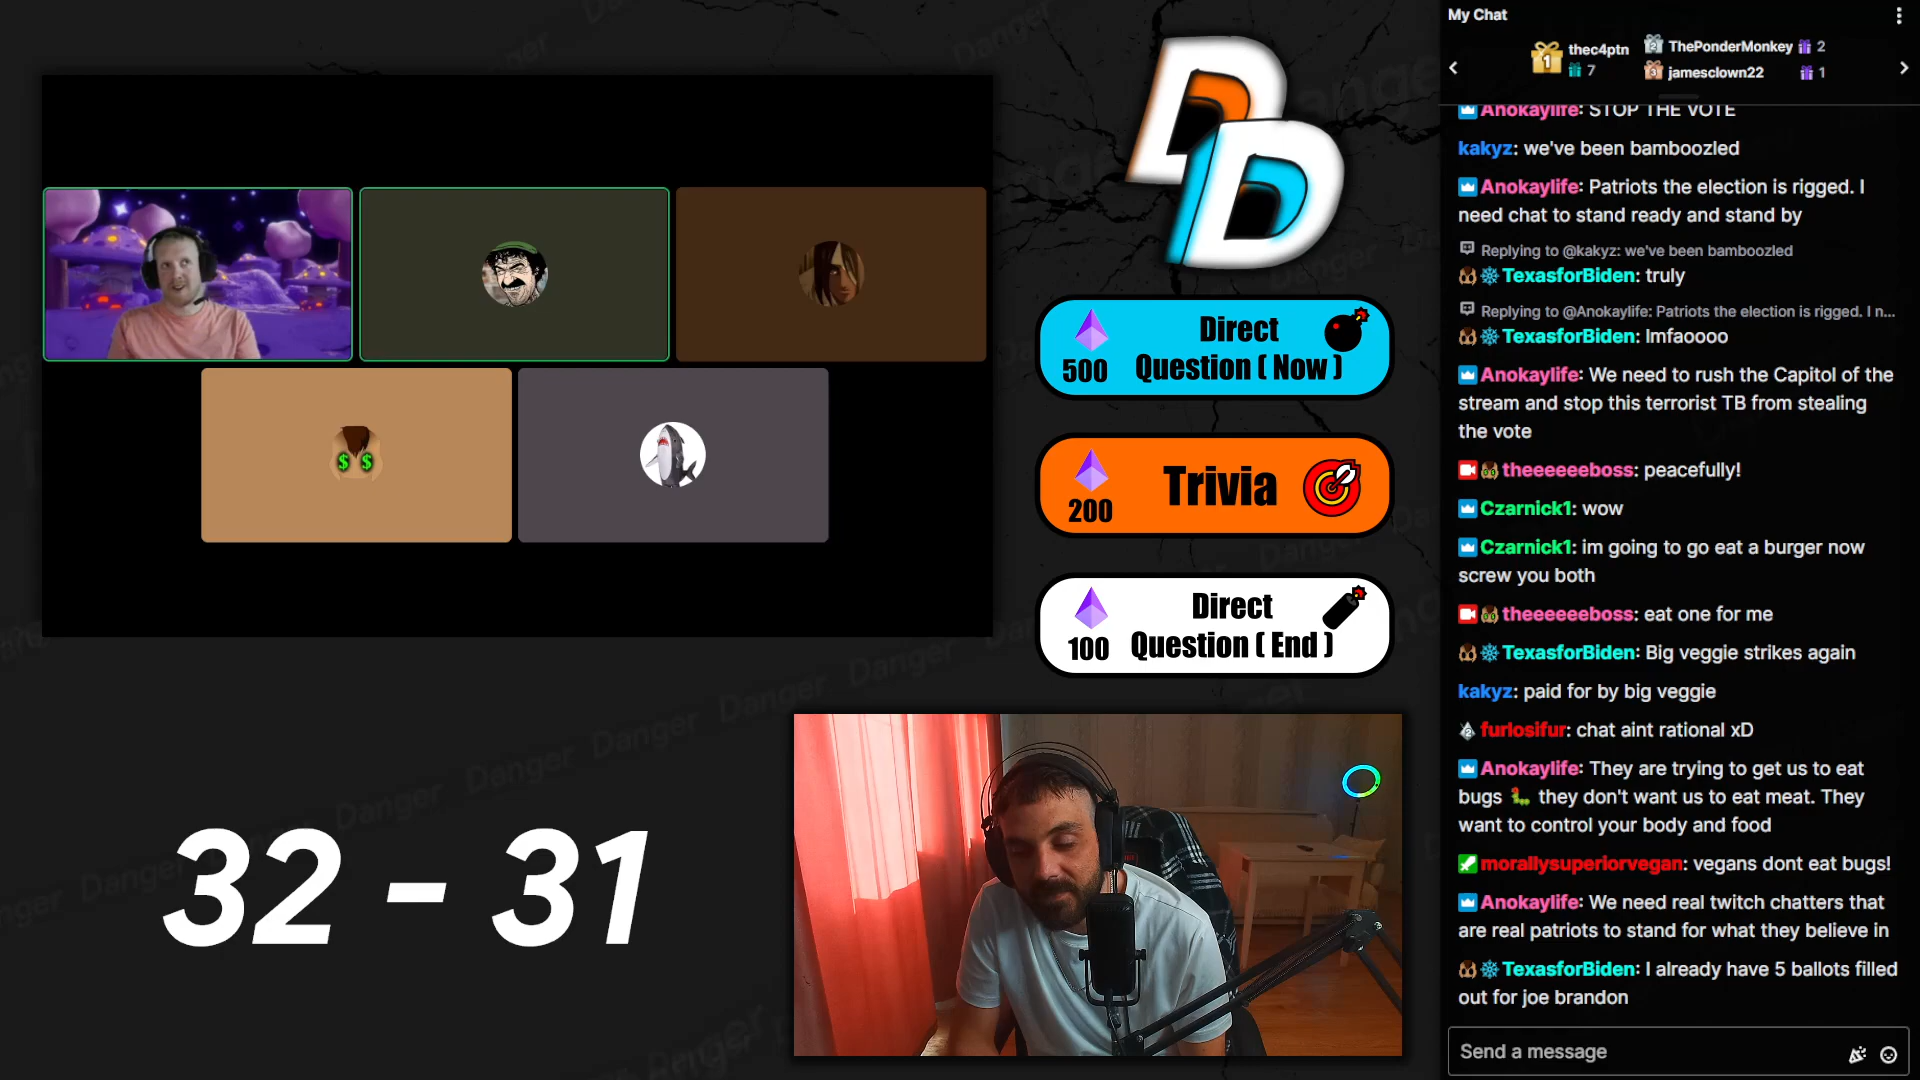 DD
500
Direct
Question ( Now )
200
Trivia
100
Direct
Question ( End )
32 - 31
My Chat
1 thec4ptn
7
2 ThePonderMonkey 2
3 jamesclown22 1
Anokaylife: STOP THE VOTE
kakyz: we've been bamboozled
Anokaylife: Patriots the election is rigged. I
need chat to stand ready and stand by
Replying to @kakyz: we've been bamboozled
TexasforBiden: truly
Replying to @Anokaylife: Patriots the election is rigged. I n...
TexasforBiden: lmfaoooo
Anokaylife: We need to rush the Capitol of the
stream and stop this terrorist TB from stealing
the vote
theeeeeeboss: peacefully!
Czarnick1: wow
Czarnick1: im going to go eat a burger now
screw you both
theeeeeeboss: eat one for me
TexasforBiden: Big veggie strikes again
kakyz: paid for by big veggie
furiosifur: chat aint rational xD
Anokaylife: They are trying to get us to eat
bugs 🐛 they don't want us to eat meat. They
want to control your body and food
morallysuperiorvegan: vegans dont eat bugs!
Anokaylife: We need real twitch chatters that
are real patriots to stand for what they believe in
TexasforBiden: I already have 5 ballots filled
out for joe brandon
Send a message